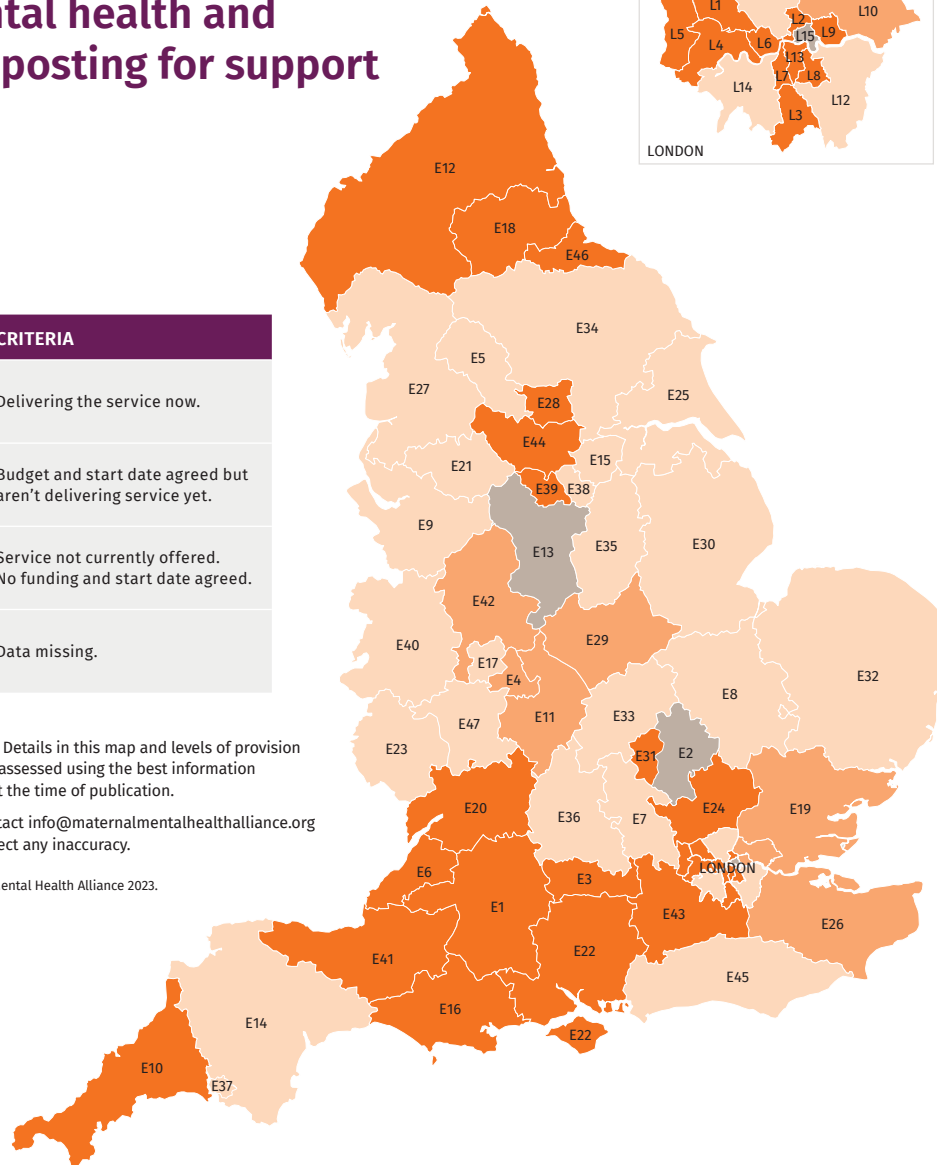 ntal health and
posting for support
L1
L2
L10
L5
L4
L6
L15
L9
L13
L7
L8
L14
L12
L3
LONDON
E12
E18
E46
E34
E5
E27
E28
E25
E44
E21
E15
E39
E38
E9
E13
E35
E30
E42
E29
E40
E17
E4
E32
E8
E47
E11
E33
E23
E31
E2
E20
E36
E7
E24
E19
E6
E3
LONDON
E1
E43
E26
E41
E22
E45
E16
E14
E22
E10
E37
CRITERIA
Delivering the service now.
Budget and start date agreed but
aren’t delivering service yet.
Service not currently offered.
No funding and start date agreed.
Data missing.
Details in this map and levels of provision
assessed using the best information
t the time of publication.
tact info@maternalmentalhealthalliance.org
ect any inaccuracy.
ental Health Alliance 2023.